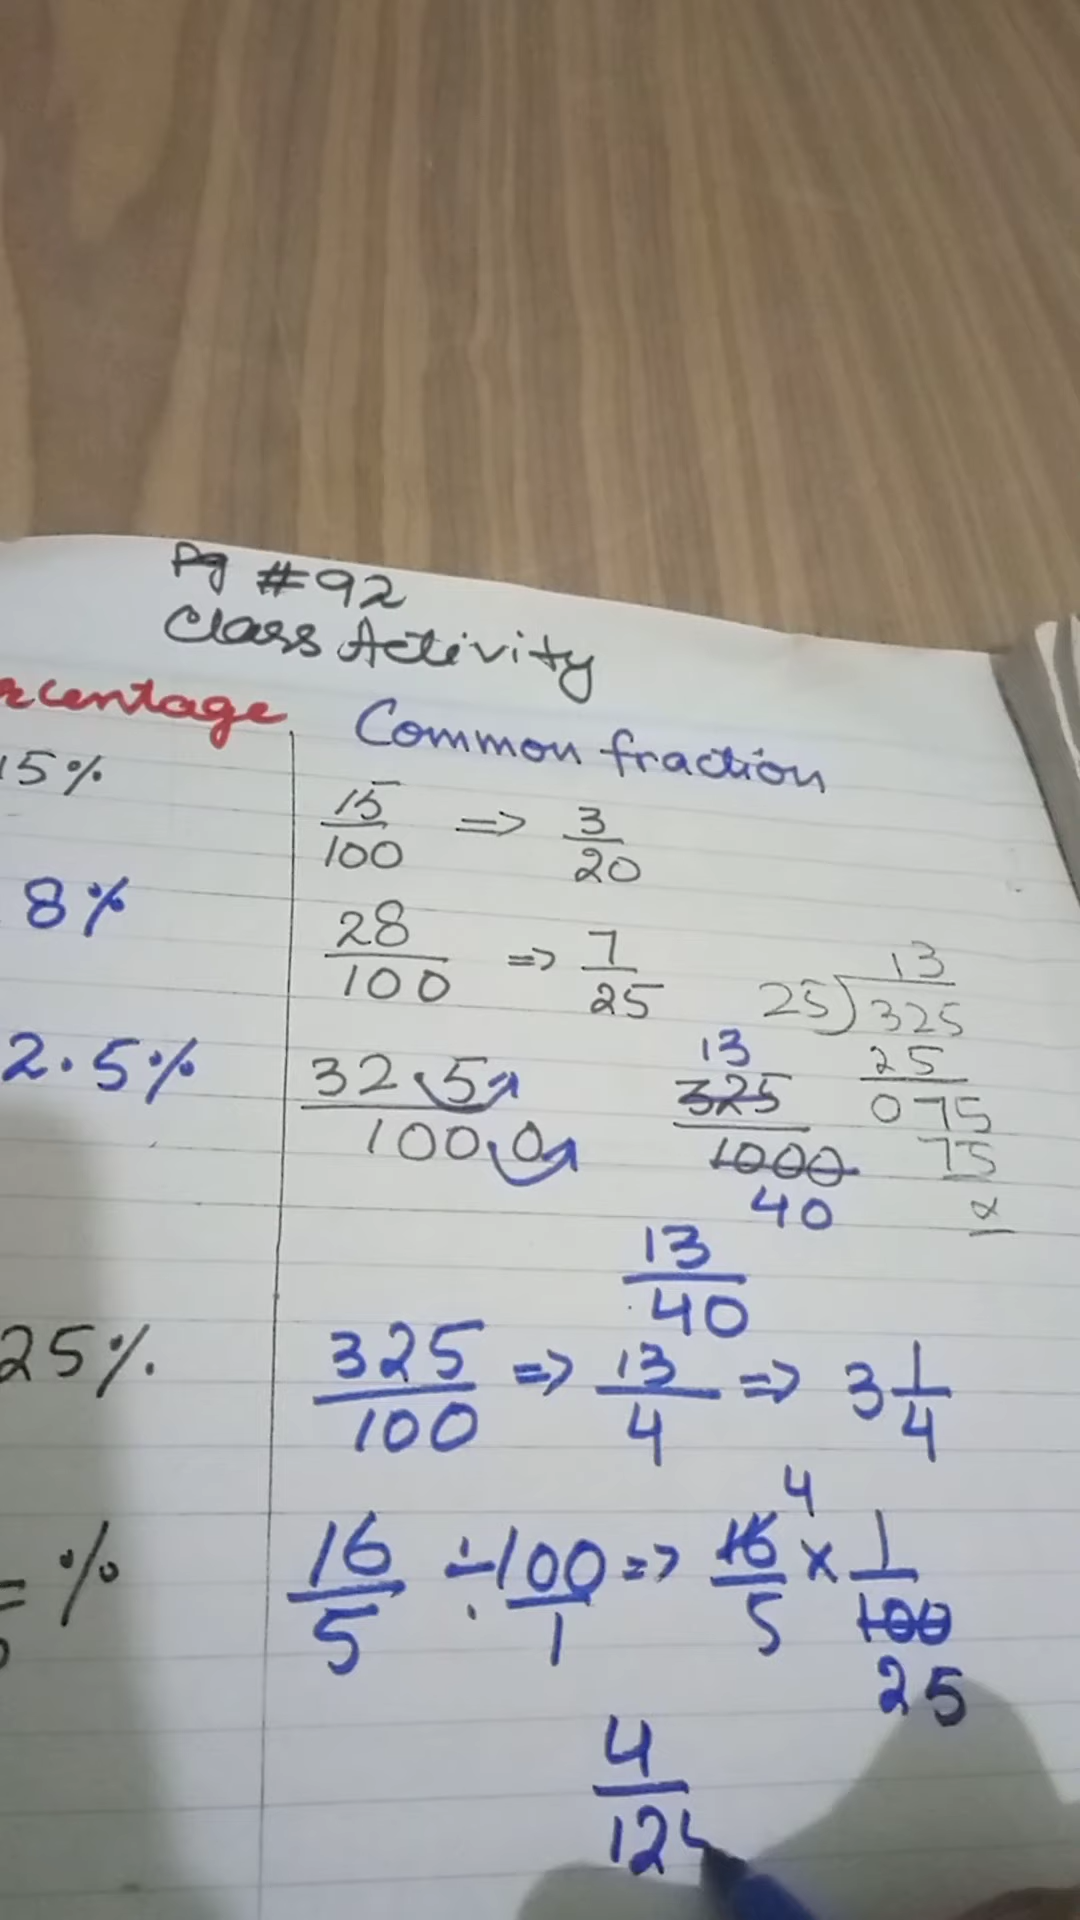 Pg #92
Class Activity
rcentage Common fraction
15% 15/100 => 3/20
8% 28/100 => 7/25
13
25)325
25
075
75
x
2.5% 32.5/100.0 13 325/1000 40
13/40
25% 325/100 => 13/4 => 3 1/4
% 16/5 ÷ 100/1 => 16/5 4 x 1/100 25
4/12